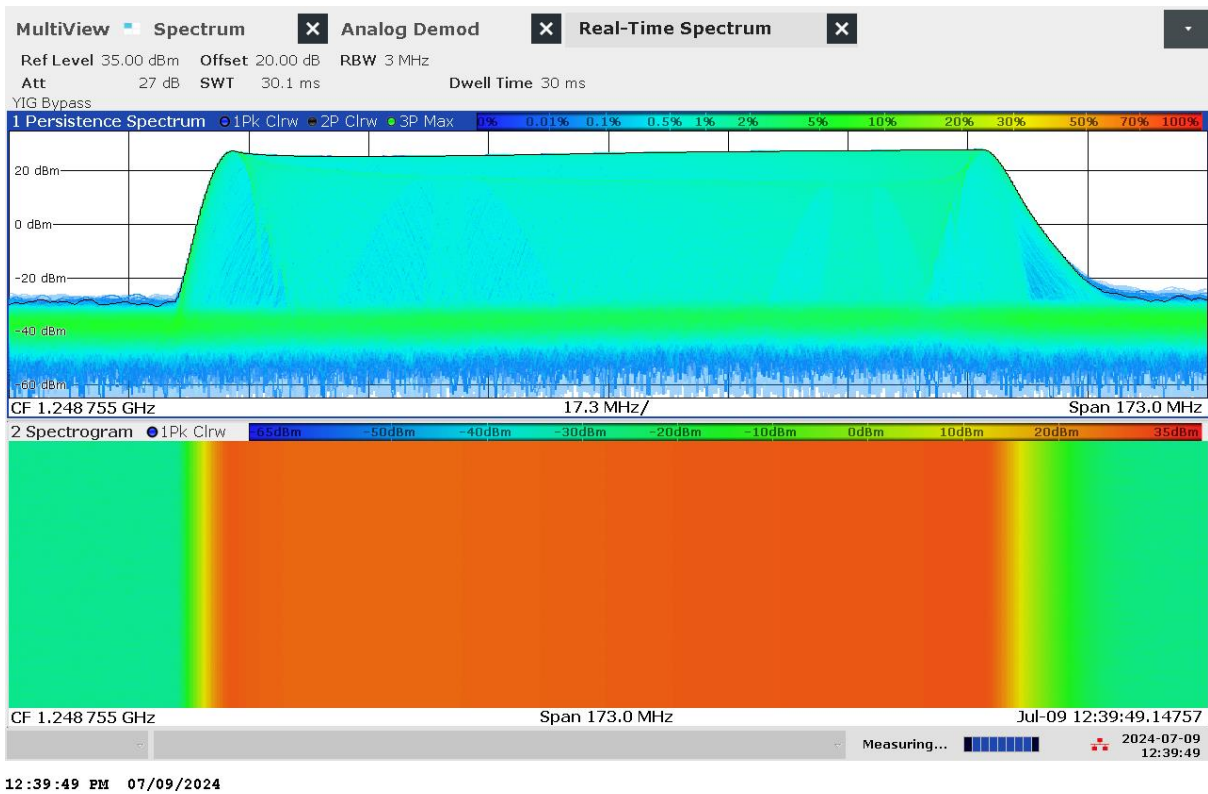 MultiView Spectrum X Analog Demod X Real-Time Spectrum X
Ref Level 35.00 dBm Offset 20.00 dB RBW 3 MHz
Att 27 dB SWT 30.1 ms Dwell Time 30 ms
YIG Bypass
1 Persistence Spectrum 1Pk Clrw 2P Clrw 3P Max 0% 0.01% 0.1% 0.5% 1% 2% 5% 10% 20% 30% 50% 70% 100%
20 dBm
0 dBm
-20 dBm
-40 dBm
-60 dBm
CF 1.248 755 GHz 17.3 MHz/ Span 173.0 MHz
2 Spectrogram 1Pk Clrw -65dBm -50dBm -40dBm -30dBm -20dBm -10dBm 0dBm 10dBm 20dBm 35dBm
CF 1.248 755 GHz Span 173.0 MHz Jul-09 12:39:49.14757
Measuring... 2024-07-09
12:39:49
12:39:49 PM 07/09/2024